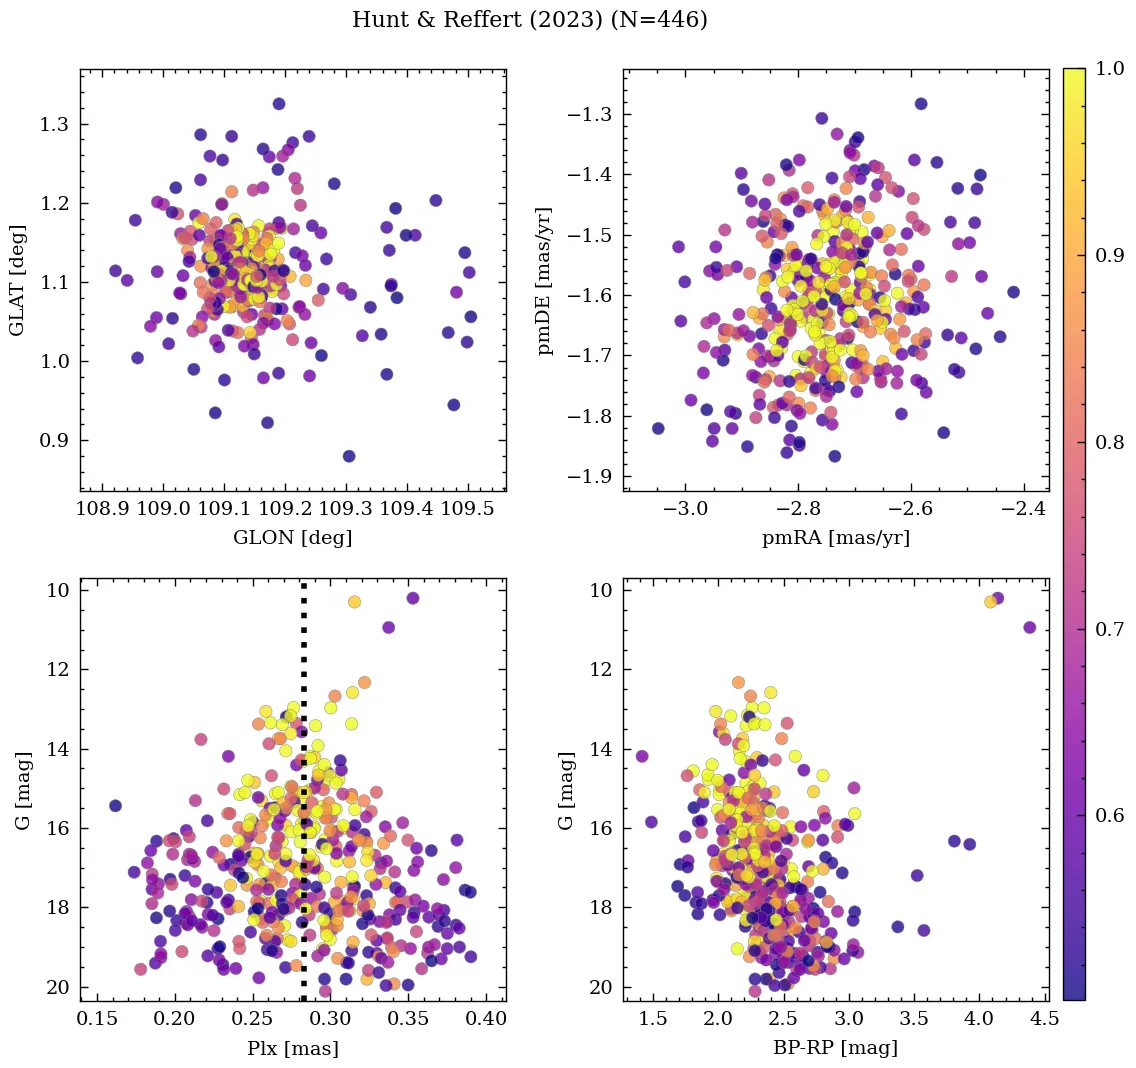 Hunt & Reffert (2023) (N=446)
1.3
1.2
1.1
1.0
0.9
GLAT [deg]
108.9 109.0 109.1 109.2 109.3 109.4 109.5
GLON [deg]
−1.3
−1.4
−1.5
−1.6
−1.7
−1.8
−1.9
pmDE [mas/yr]
−3.0 −2.8 −2.6 −2.4
pmRA [mas/yr]
1.0
0.9
0.8
0.7
0.6
10
12
14
16
18
20
G [mag]
0.15 0.20 0.25 0.30 0.35 0.40
Plx [mas]
10
12
14
16
18
20
G [mag]
1.5 2.0 2.5 3.0 3.5 4.0 4.5
BP-RP [mag]